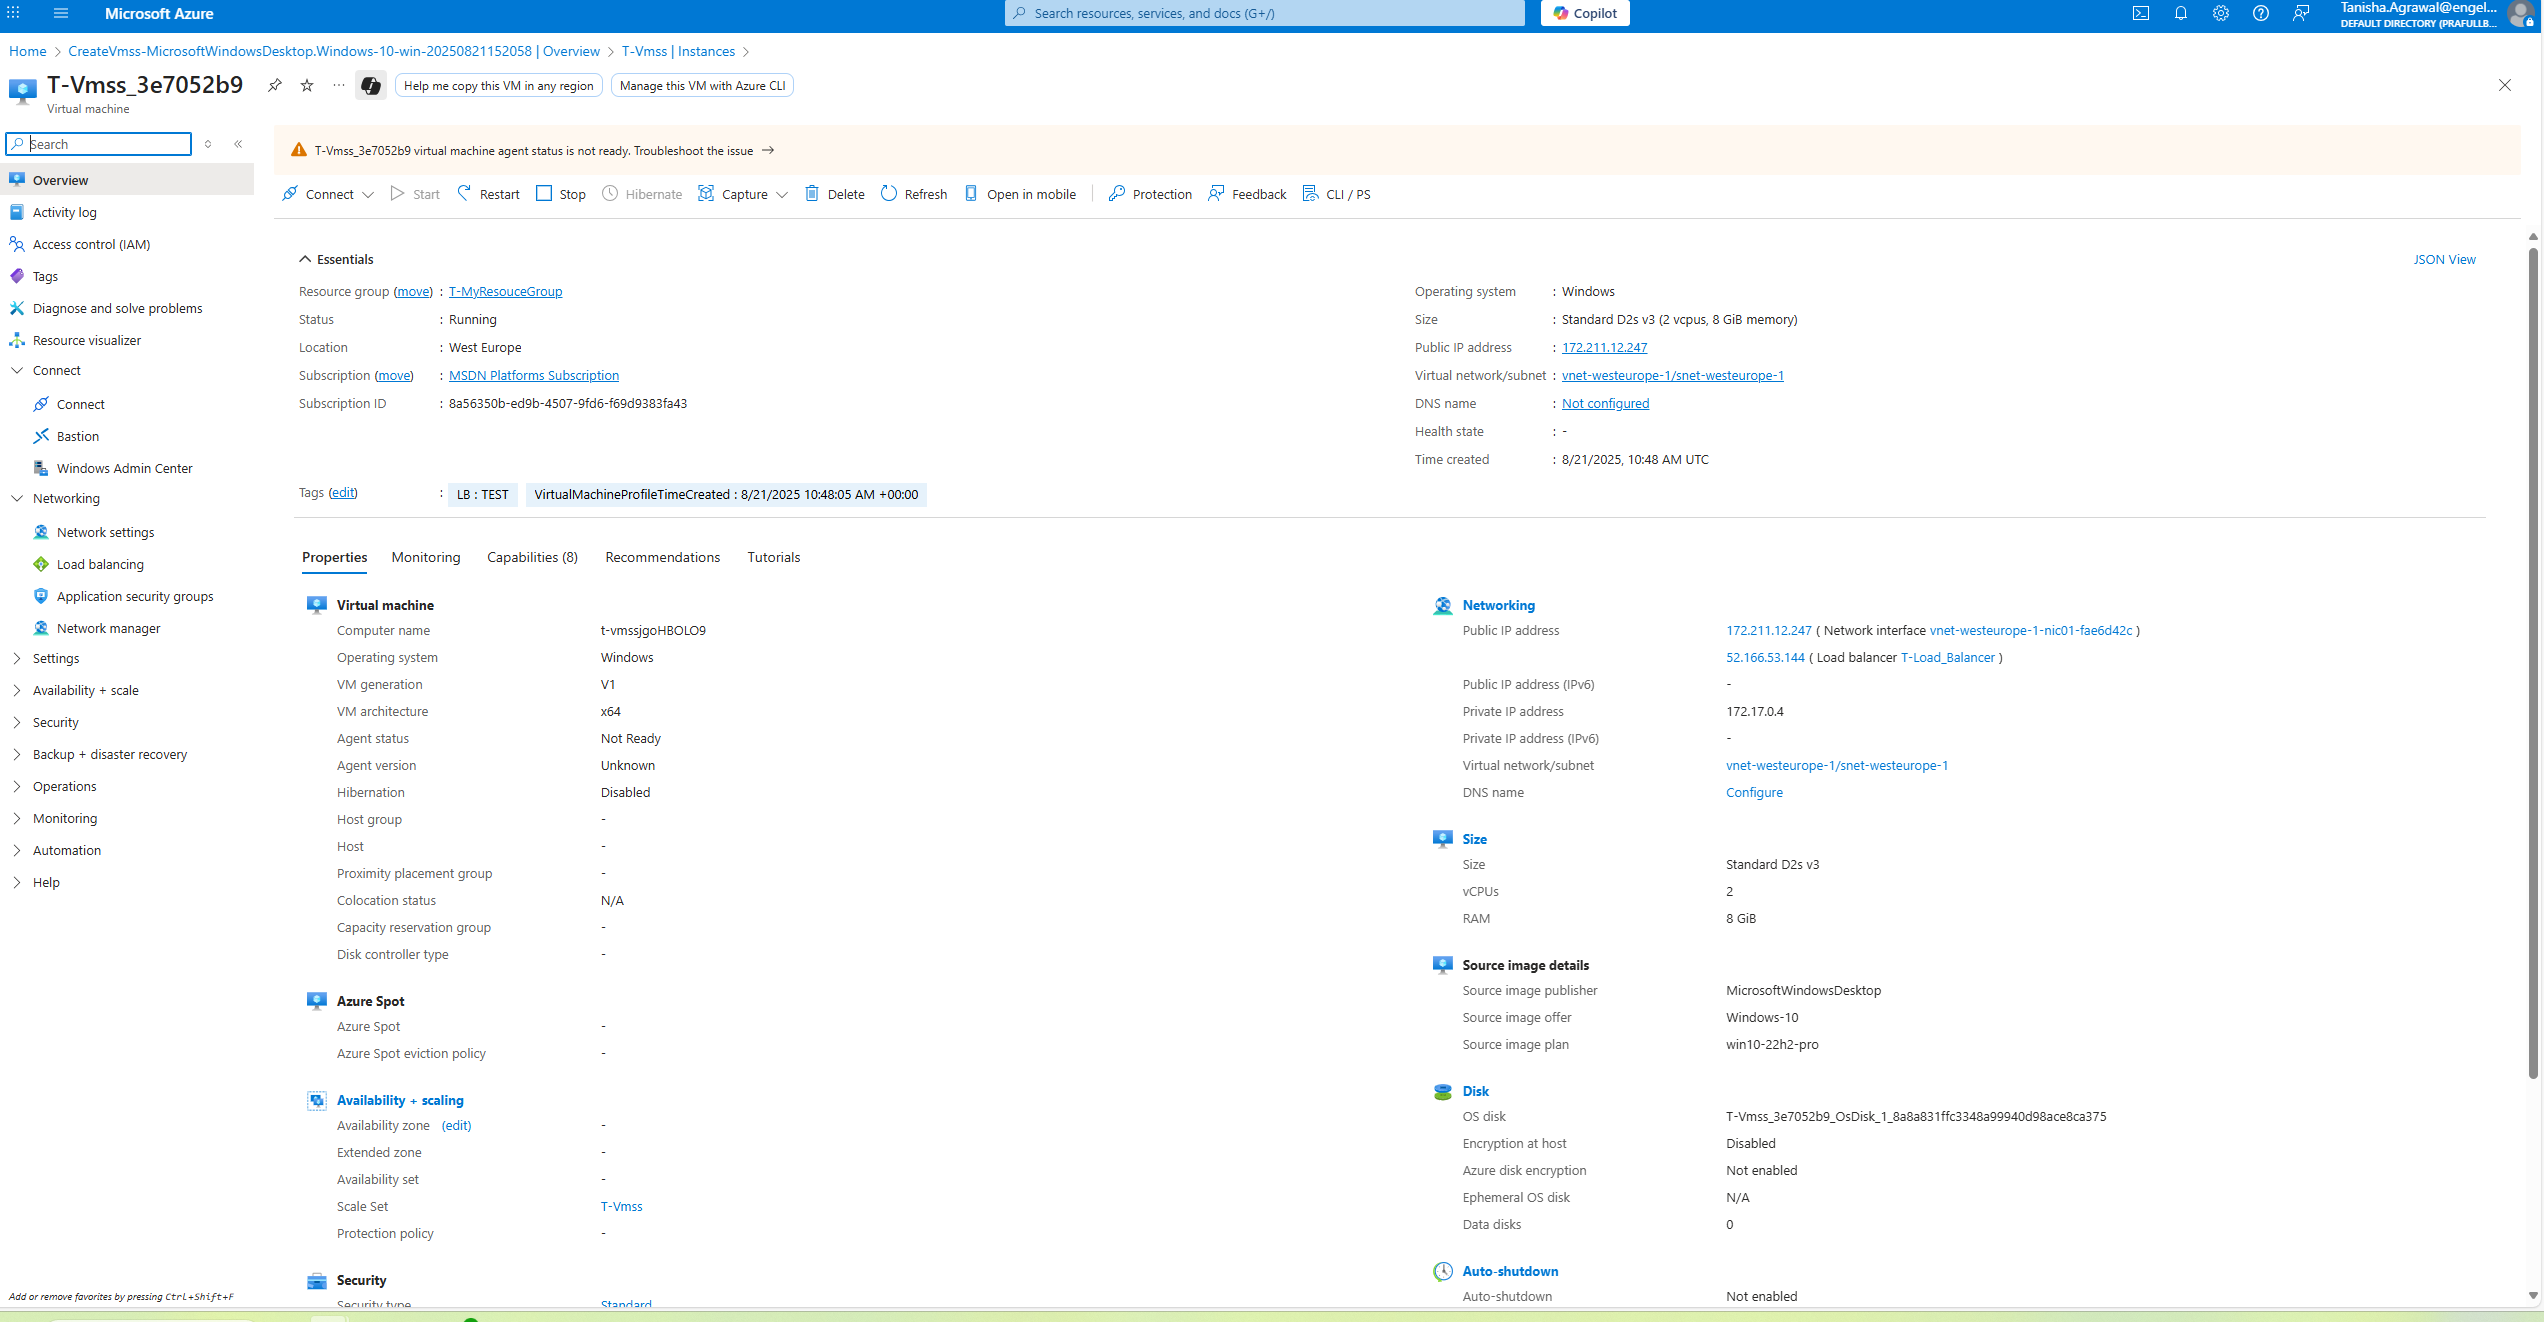 Microsoft Azure
Search resources, services, and docs (G+/)
Copilot
Tanisha.Agrawal@engel...
DEFAULT DIRECTORY (PRAFULLB...
Home > CreateVmss-MicrosoftWindowsDesktop.Windows-10-win-20250821152058 | Overview > T-Vmss | Instances >
T-Vmss_3e7052b9
Help me copy this VM in any region
Manage this VM with Azure CLI
Virtual machine
Search
T-Vmss_3e7052b9 virtual machine agent status is not ready. Troubleshoot the issue →
Connect
Start
Restart
Stop
Hibernate
Capture
Delete
Refresh
Open in mobile
Protection
Feedback
CLI / PS
Overview
Activity log
Access control (IAM)
Tags
Diagnose and solve problems
Resource visualizer
Connect
Connect
Bastion
Windows Admin Center
Networking
Network settings
Load balancing
Application security groups
Network manager
Settings
Availability + scale
Security
Backup + disaster recovery
Operations
Monitoring
Automation
Help
Add or remove favorites by pressing Ctrl+Shift+F
Essentials
JSON View
Resource group (move) : T-MyResouceGroup
Status : Running
Location : West Europe
Subscription (move) : MSDN Platforms Subscription
Subscription ID : 8a56350b-ed9b-4507-9fd6-f69d9383fa43
Operating system : Windows
Size : Standard D2s v3 (2 vcpus, 8 GiB memory)
Public IP address : 172.211.12.247
Virtual network/subnet : vnet-westeurope-1/snet-westeurope-1
DNS name : Not configured
Health state : -
Time created : 8/21/2025, 10:48 AM UTC
Tags (edit) : LB : TEST VirtualMachineProfileTimeCreated : 8/21/2025 10:48:05 AM +00:00
Properties Monitoring Capabilities (8) Recommendations Tutorials
Virtual machine
Computer name t-vmssjgoHBOLO9
Operating system Windows
VM generation V1
VM architecture x64
Agent status Not Ready
Agent version Unknown
Hibernation Disabled
Host group -
Host -
Proximity placement group -
Colocation status N/A
Capacity reservation group -
Disk controller type -
Azure Spot
Azure Spot -
Azure Spot eviction policy -
Availability + scaling
Availability zone (edit) -
Extended zone -
Availability set -
Scale Set T-Vmss
Protection policy -
Security
Security type Standard
Networking
Public IP address 172.211.12.247 ( Network interface vnet-westeurope-1-nic01-fae6d42c )
52.166.53.144 ( Load balancer T-Load_Balancer )
Public IP address (IPv6) -
Private IP address 172.17.0.4
Private IP address (IPv6) -
Virtual network/subnet vnet-westeurope-1/snet-westeurope-1
DNS name Configure
Size
Size Standard D2s v3
vCPUs 2
RAM 8 GiB
Source image details
Source image publisher MicrosoftWindowsDesktop
Source image offer Windows-10
Source image plan win10-22h2-pro
Disk
OS disk T-Vmss_3e7052b9_OsDisk_1_8a8a831ffc3348a99940d98ace8ca375
Encryption at host Disabled
Azure disk encryption Not enabled
Ephemeral OS disk N/A
Data disks 0
Auto-shutdown
Auto-shutdown Not enabled